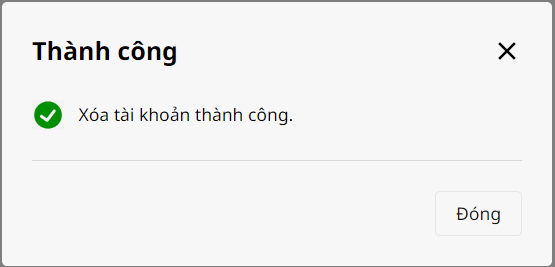 Thành công
Xóa tài khoản thành công.
Đóng